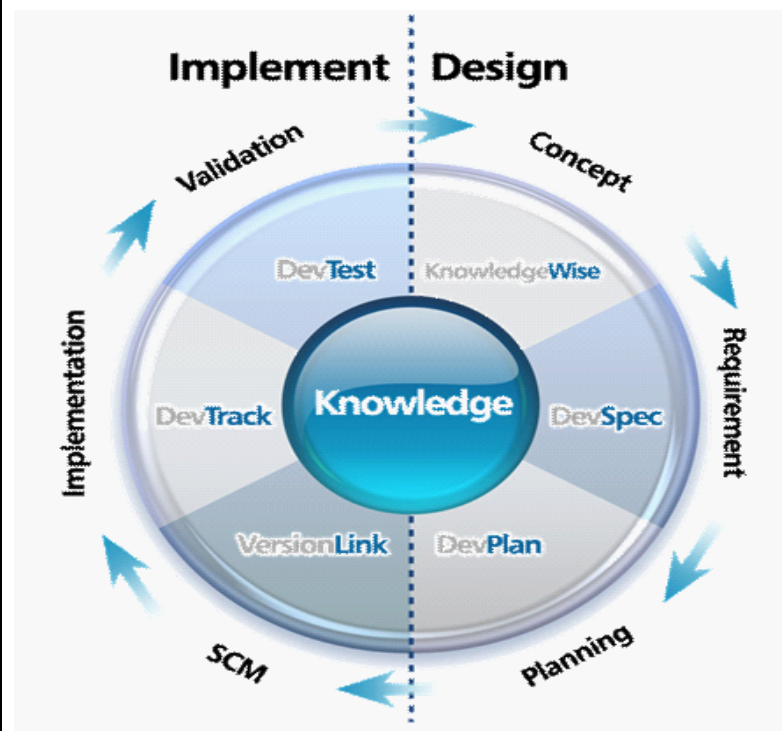 Implement Design
Validation
Concept
DevTest
KnowledgeWise
Implementation
Requirement
Knowledge
DevTrack
DevSpec
VersionLink
DevPlan
SCM
Planning